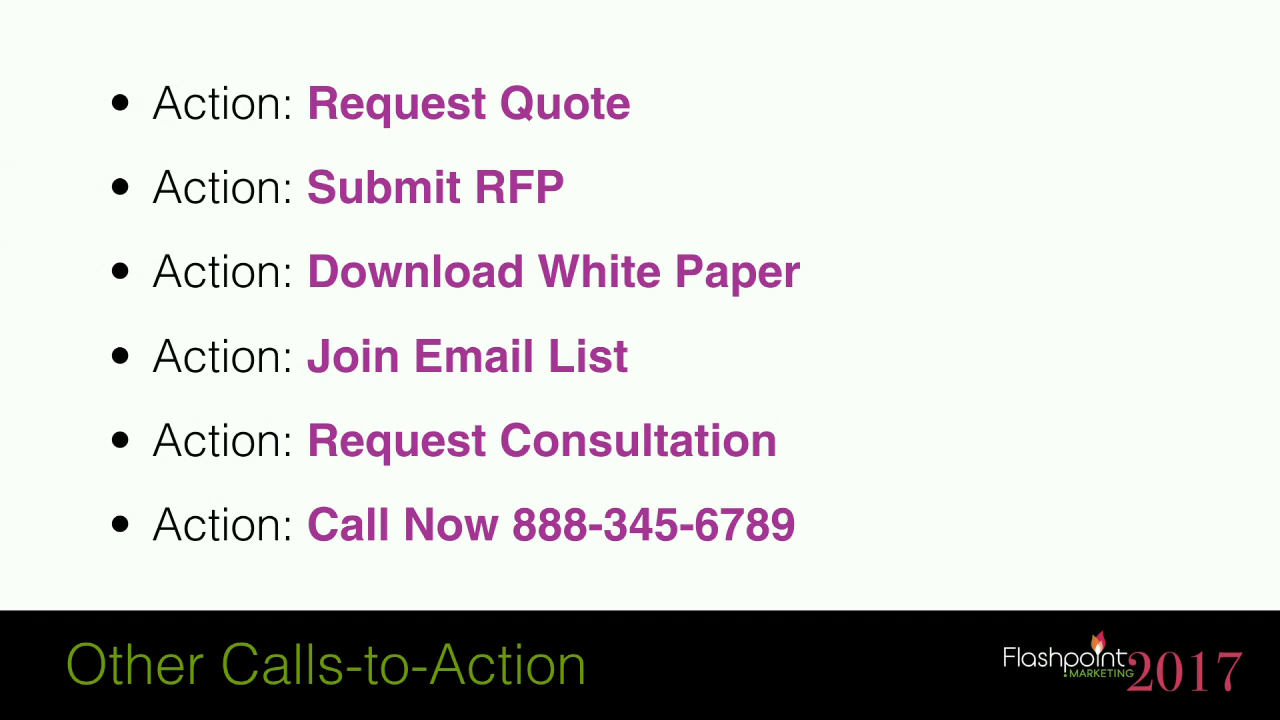 • Action: Request Quote
• Action: Submit RFP
• Action: Download White Paper
• Action: Join Email List
• Action: Request Consultation
• Action: Call Now 888-345-6789
Other Calls-to-Action
Flashpoint
MARKETING
2017